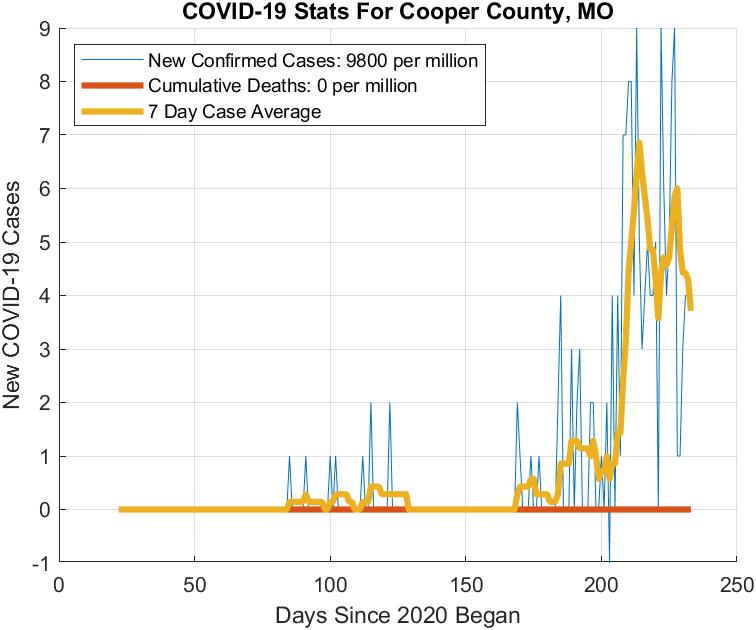 COVID-19 Stats For Cooper County, MO
New Confirmed Cases: 9800 per million
Cumulative Deaths: 0 per million
7 Day Case Average
New COVID-19 Cases
9
8
7
6
5
4
3
2
1
0
-1
0
50
100
150
200
250
Days Since 2020 Began